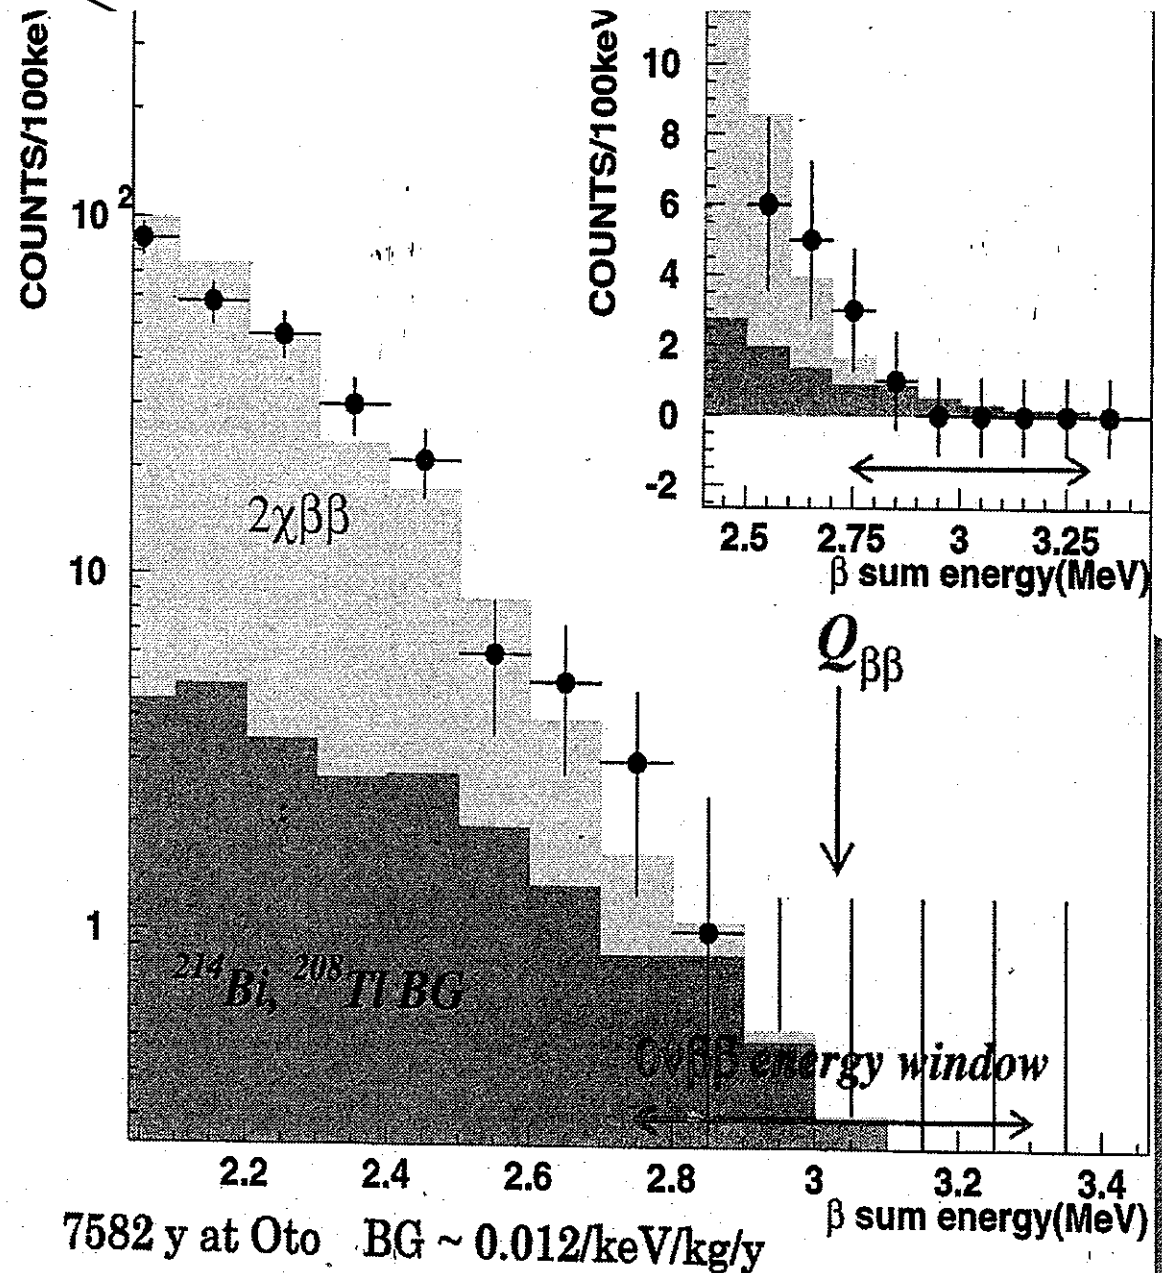 COUNTS/100keV
10²
10
1
2χββ
²¹⁴Bi, ²⁰⁸Tl BG
0νββ energy window
Q_ββ
2.2 2.4 2.6 2.8 3 3.2 3.4
β sum energy(MeV)
COUNTS/100keV
10
8
6
4
2
0
-2
2.5 2.75 3 3.25
β sum energy(MeV)
7582 y at Oto BG ~ 0.012/keV/kg/y